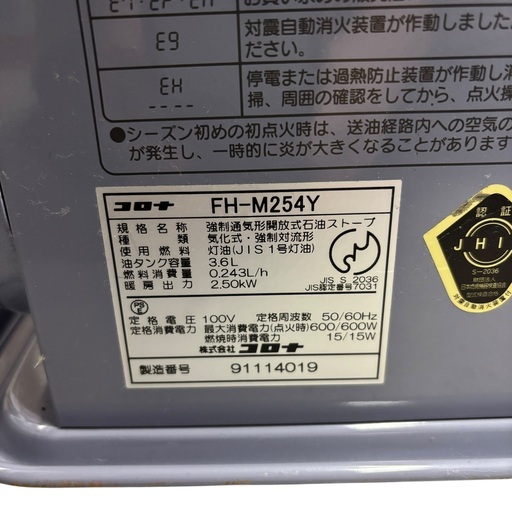 E9
対震自動消火装置が作動しました
ださい。
EH
停電または過熱防止装置が作動し消
掃、周囲の確認をしてから、点火操
●シーズン初めの初点火時は、送油経路内への空気の
が発生し、一時的に炎が大きくなることがあります。
コロナ FH-M254Y
規格名称 強制通気形開放式石油ストーブ
種類 気化式・強制対流形
使用燃料 灯油(JIS1号灯油)
油タンク容量 3.6L
燃料消費量 0.243L/h
暖房出力 2.50kW
JIS S 2036
JIS指定番号7031
PSE
定格電圧 100V 定格周波数 50/60Hz
定格消費電力 最大消費電力(点火時)600/600W
燃焼時消費電力 15/15W
株式会社 コロナ
製造番号 91114019
認証
JHI
S-2036